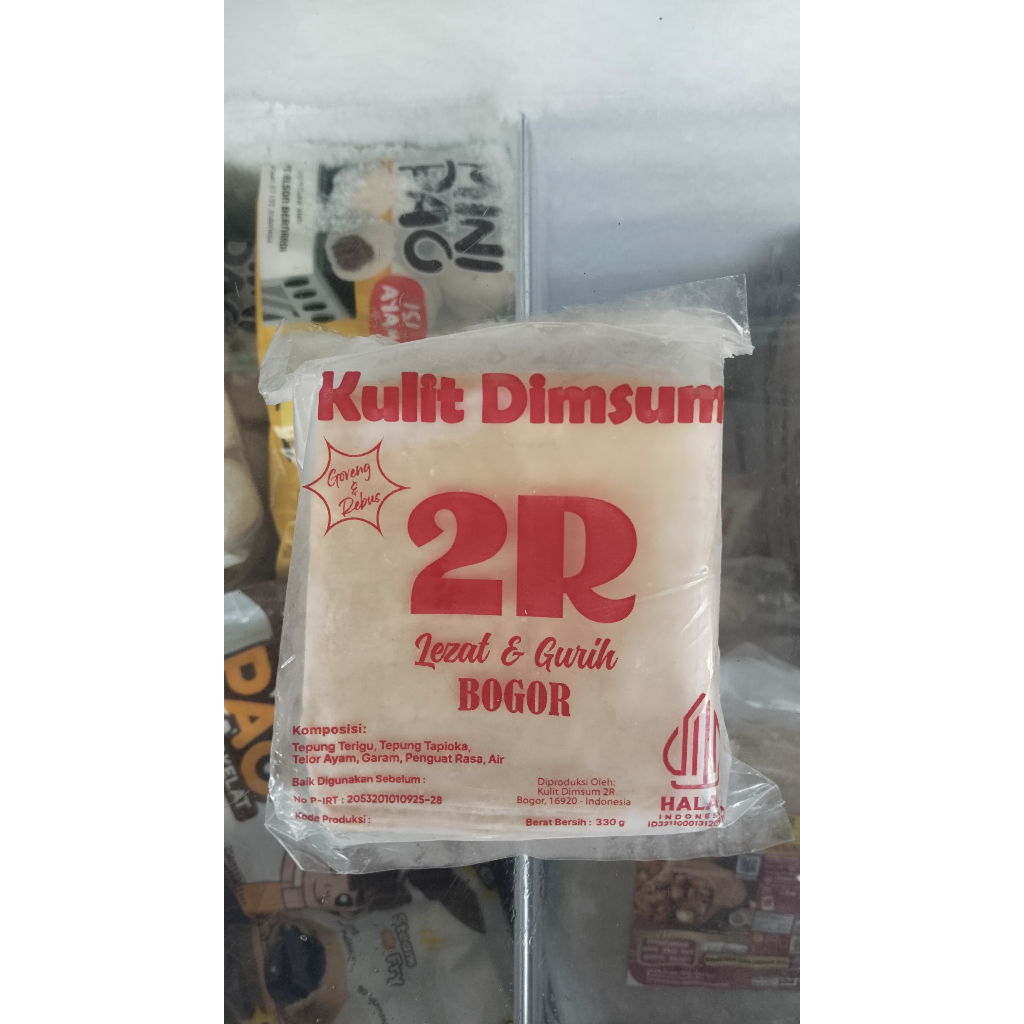 MINI
PAO
ISI
Kulit Dimsum
Goreng
&
Rebus
2R
Lezat & Gurih
BOGOR
Komposisi:
Tepung Terigu, Tepung Tapioka,
Telor Ayam, Garam, Penguat Rasa, Air
Baik Digunakan Sebelum :
No P-IRT : 2053201010925-28
Kode Produksi :
Diproduksi Oleh:
Kulit Dimsum 2R
Bogor, 16920 - Indonesia
Berat Bersih : 330 g
PAO